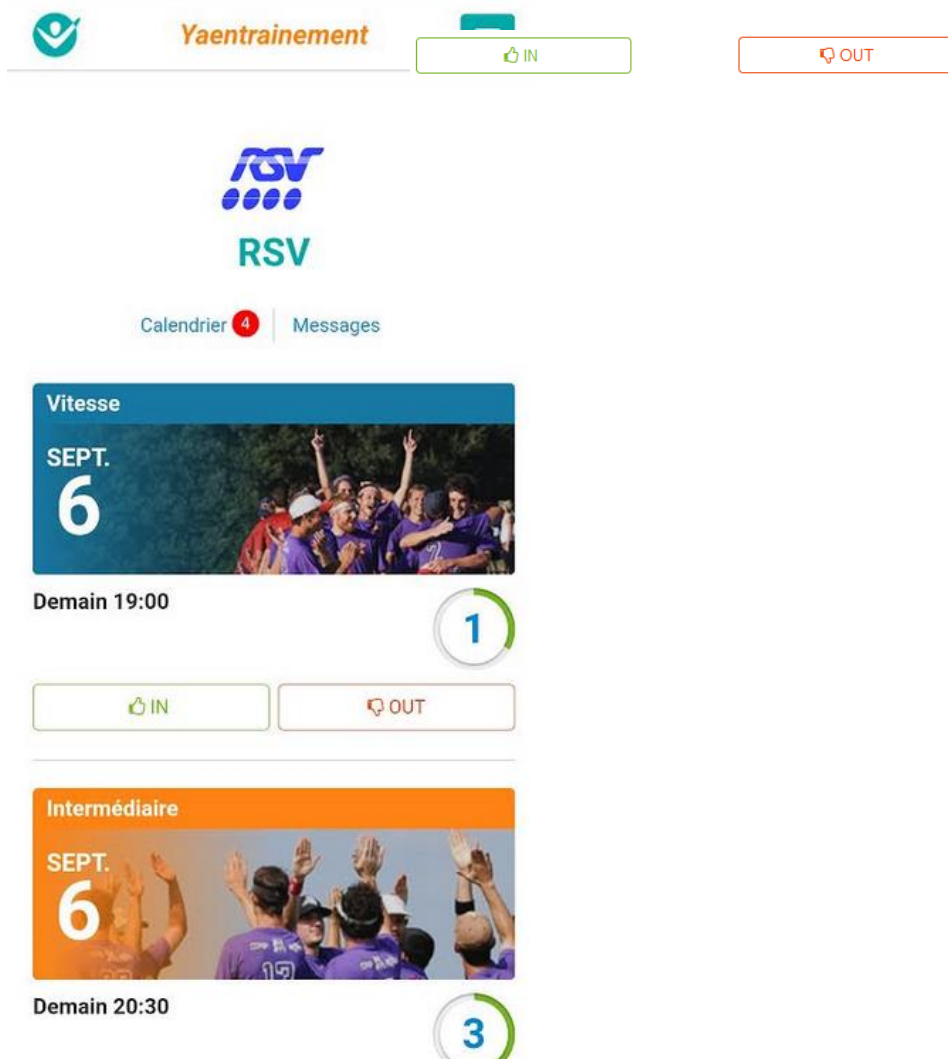 Yaentrainement
IN
OUT
RSV
RSV
Calendrier 4
Messages
Vitesse
SEPT.
6
2
Demain 19:00
1
IN
OUT
Intermédiaire
SEPT.
6
Demain 20:30
3